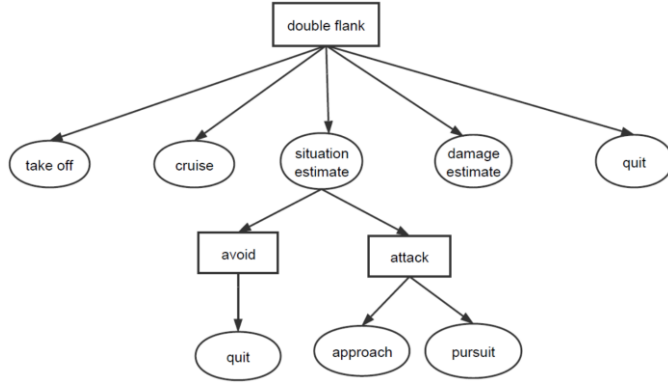 double flank
take off
cruise
situation
estimate
damage
estimate
quit
avoid
attack
quit
approach
pursuit